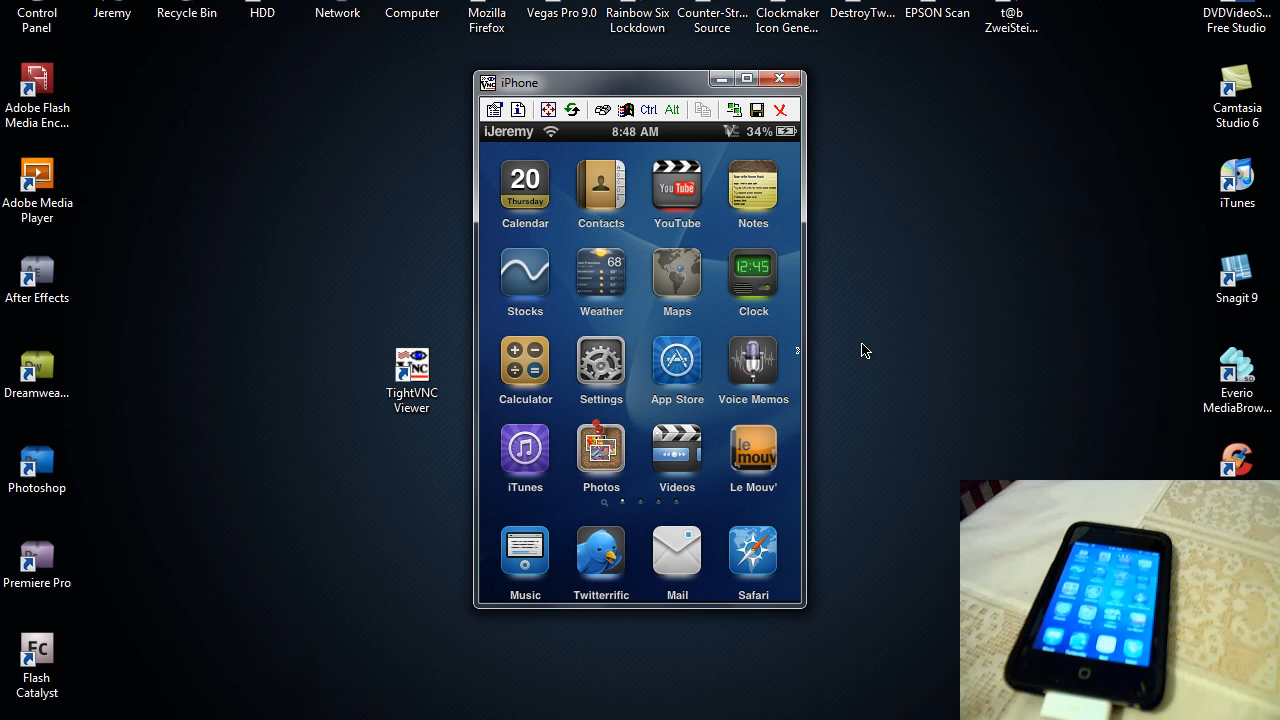 Control
Panel
Jeremy
Recycle Bin
HDD
Network
Computer
Mozilla
Firefox
Vegas Pro 9.0
Rainbow Six
Lockdown
Counter-Str...
Source
Clockmaker
Icon Gene...
DestroyTw...
EPSON Scan
t@b
ZweiStei...
DVDVideoS...
Free Studio
Adobe Flash
Media Enc...
Adobe Media
Player
After Effects
Dreamwea...
Photoshop
Premiere Pro
Flash
Catalyst
TightVNC
Viewer
iPhone
Ctrl Alt
iJeremy 8:48 AM 34%
20
Thursday
You Tube
Calendar Contacts YouTube Notes
68°
12:45
Stocks Weather Maps Clock
Calculator Settings App Store Voice Memos
le
mouv
iTunes Photos Videos Le Mouv'
Music Twitterrific Mail Safari
Camtasia
Studio 6
iTunes
Snagit 9
Everio
MediaBrow...